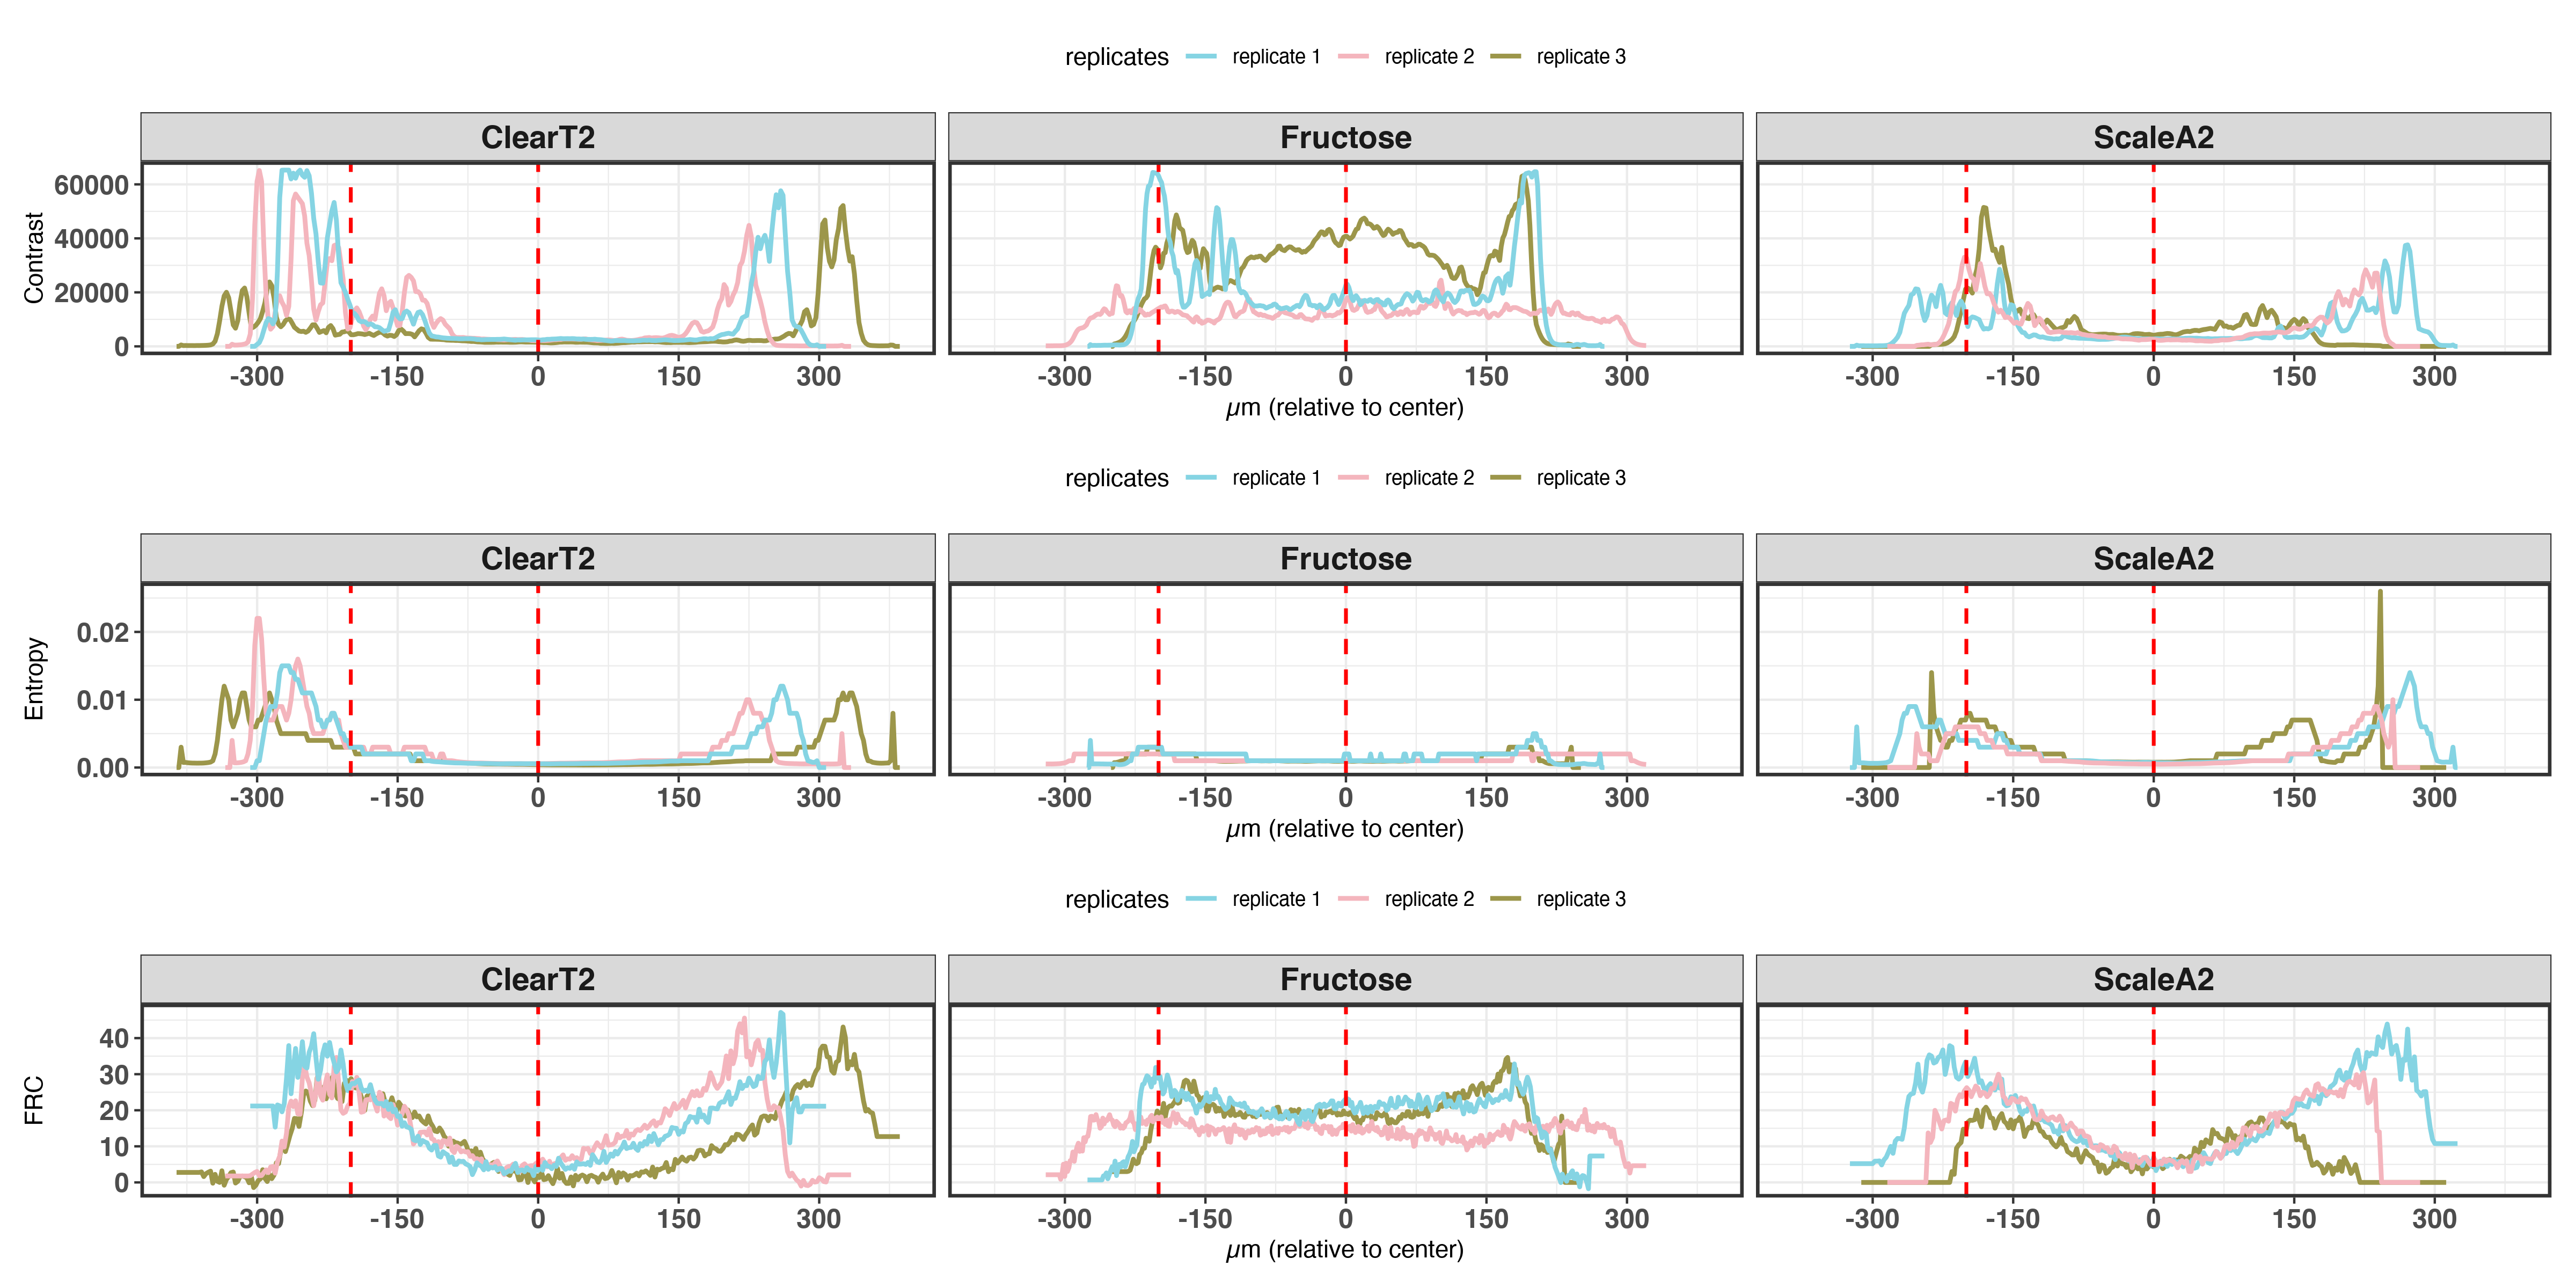 replicates replicate 1 replicate 2 replicate 3
ClearT2 Fructose ScaleA2
Contrast
60000
40000
20000
0
-300 -150 0 150 300 -300 -150 0 150 300 -300 -150 0 150 300
µm (relative to center)
replicates replicate 1 replicate 2 replicate 3
ClearT2 Fructose ScaleA2
Entropy
0.02
0.01
0.00
-300 -150 0 150 300 -300 -150 0 150 300 -300 -150 0 150 300
µm (relative to center)
replicates replicate 1 replicate 2 replicate 3
ClearT2 Fructose ScaleA2
FRC
40
30
20
10
0
-300 -150 0 150 300 -300 -150 0 150 300 -300 -150 0 150 300
µm (relative to center)